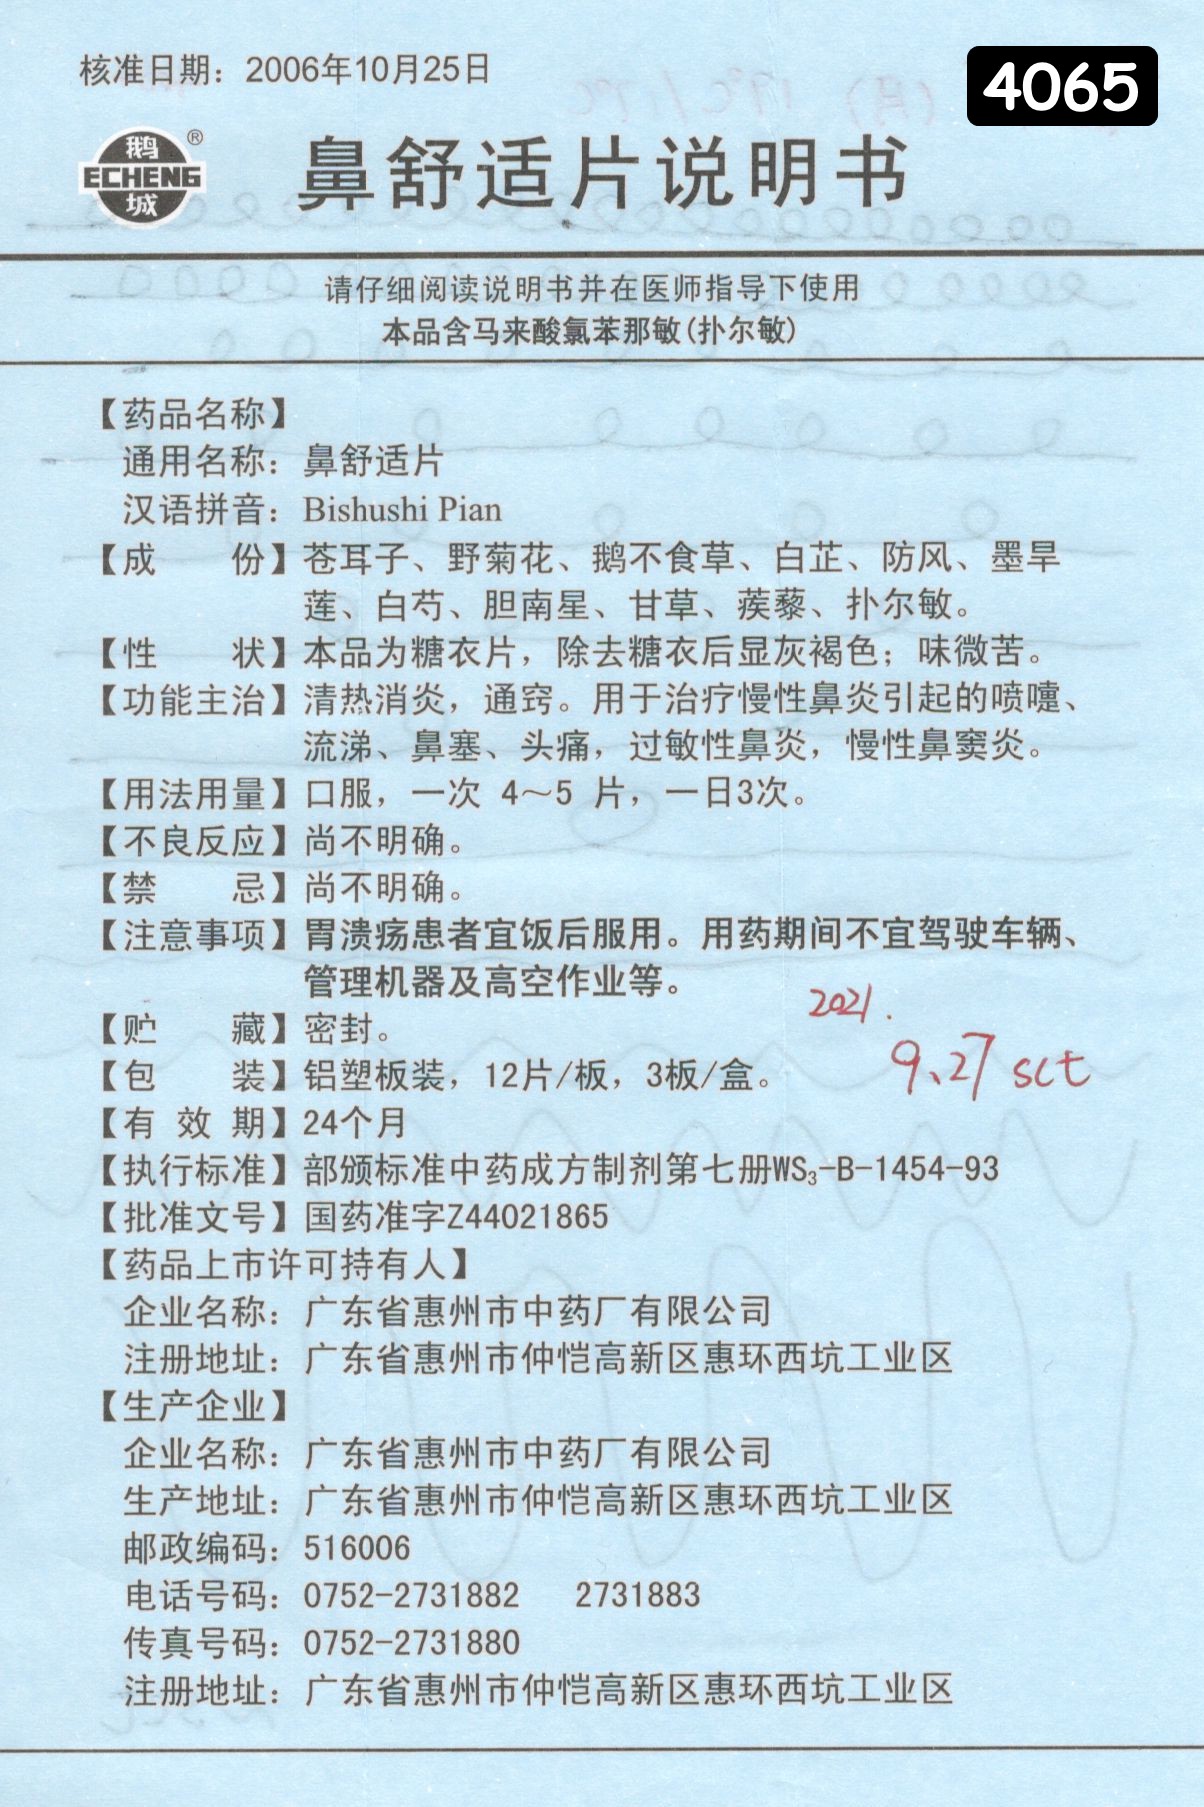 核准日期：2006年10月25日
4065
鹅
ECHENG
城
®
鼻舒适片说明书
请仔细阅读说明书并在医师指导下使用
本品含马来酸氯苯那敏(扑尔敏)
【药品名称】
通用名称：鼻舒适片
汉语拼音：Bishushi Pian
【成 份】苍耳子、野菊花、鹅不食草、白芷、防风、墨旱
莲、白芍、胆南星、甘草、蒺藜、扑尔敏。
【性 状】本品为糖衣片，除去糖衣后显灰褐色；味微苦。
【功能主治】清热消炎，通窍。用于治疗慢性鼻炎引起的喷嚏、
流涕、鼻塞、头痛，过敏性鼻炎，慢性鼻窦炎。
【用法用量】口服，一次 4～5 片，一日3次。
【不良反应】尚不明确。
【禁 忌】尚不明确。
【注意事项】胃溃疡患者宜饭后服用。用药期间不宜驾驶车辆、
管理机器及高空作业等。
【贮 藏】密封。
2021.
【包 装】铝塑板装，12片/板，3板/盒。
9.27 sct
【有 效 期】24个月
【执行标准】部颁标准中药成方制剂第七册WS₃-B-1454-93
【批准文号】国药准字Z44021865
【药品上市许可持有人】
企业名称：广东省惠州市中药厂有限公司
注册地址：广东省惠州市仲恺高新区惠环西坑工业区
【生产企业】
企业名称：广东省惠州市中药厂有限公司
生产地址：广东省惠州市仲恺高新区惠环西坑工业区
邮政编码：516006
电话号码：0752-2731882 2731883
传真号码：0752-2731880
注册地址：广东省惠州市仲恺高新区惠环西坑工业区